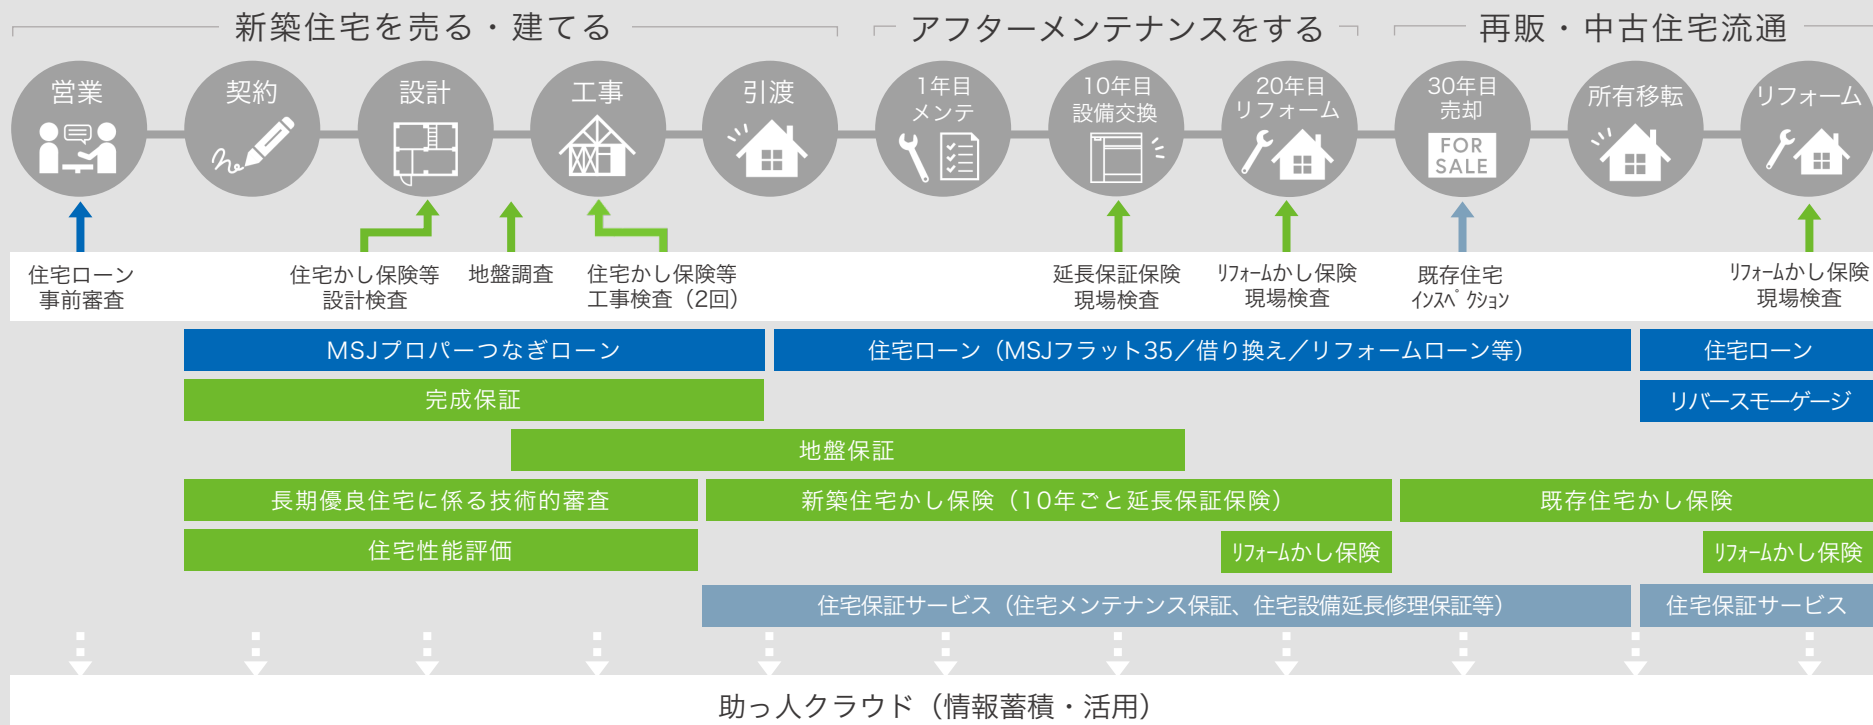 新築住宅を売る・建てる
アフターメンテナンスをする
再販・中古住宅流通
営業
契約
設計
工事
引渡
1年目
メンテ
10年目
設備交換
20年目
リフォーム
30年目
売却
FOR
SALE
所有移転
リフォーム
住宅ローン
事前審査
住宅かし保険等
設計検査
地盤調査
住宅かし保険等
工事検査（2回）
延長保証保険
現場検査
ﾘﾌｫｰﾑかし保険
現場検査
既存住宅
ｲﾝｽﾍﾟｸｼｮﾝ
ﾘﾌｫｰﾑかし保険
現場検査
MSJプロパーつなぎローン
住宅ローン（MSJフラット35／借り換え／リフォームローン等）
住宅ローン
完成保証
リバースモーゲージ
地盤保証
長期優良住宅に係る技術的審査
新築住宅かし保険（10年ごと延長保証保険）
既存住宅かし保険
住宅性能評価
ﾘﾌｫｰﾑかし保険
ﾘﾌｫｰﾑかし保険
住宅保証サービス（住宅メンテナンス保証、住宅設備延長修理保証等）
住宅保証サービス
助っ人クラウド（情報蓄積・活用）